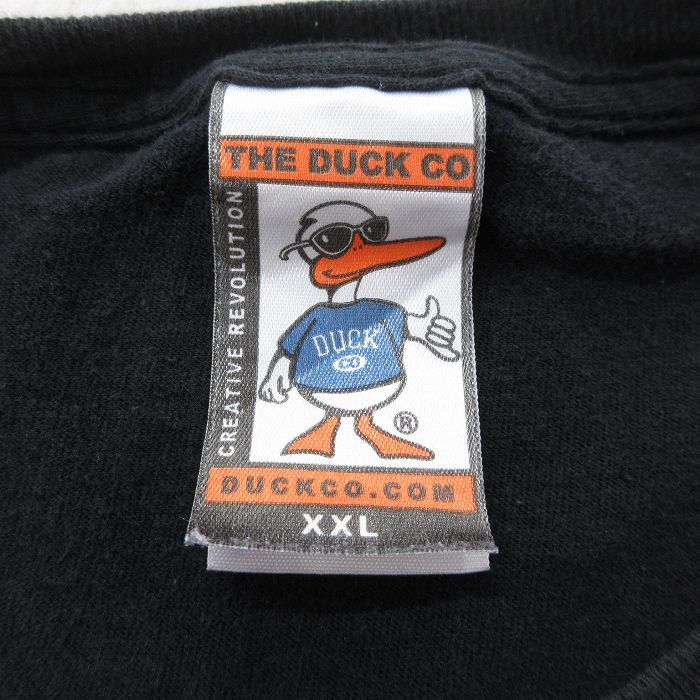 THE DUCK CO
CREATIVE REVOLUTION
DUCK
CO
®
DUCKCO.COM
XXL